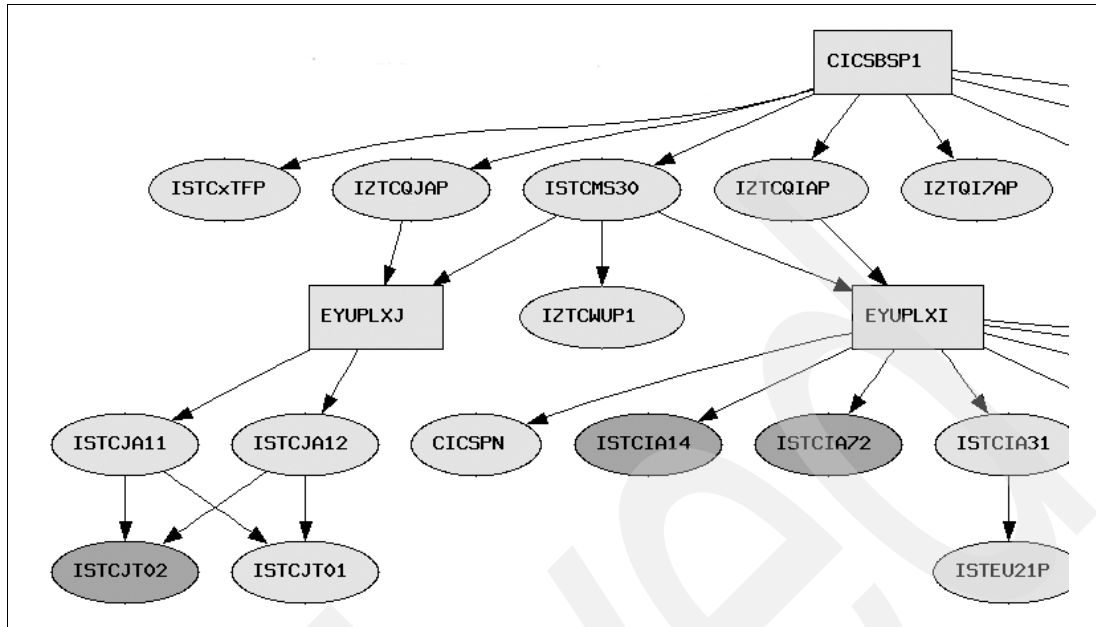 CICSBSP1
ISTCxTFP
IZTCQJAP
ISTCMS30
IZTCQIAP
IZTQI7AP
EYUPLXJ
IZTCWUP1
EYUPLXI
ISTCJA11
ISTCJA12
CICSPN
ISTCIA14
ISTCIA72
ISTCIA31
ISTCJT02
ISTCJT01
ISTEU21P